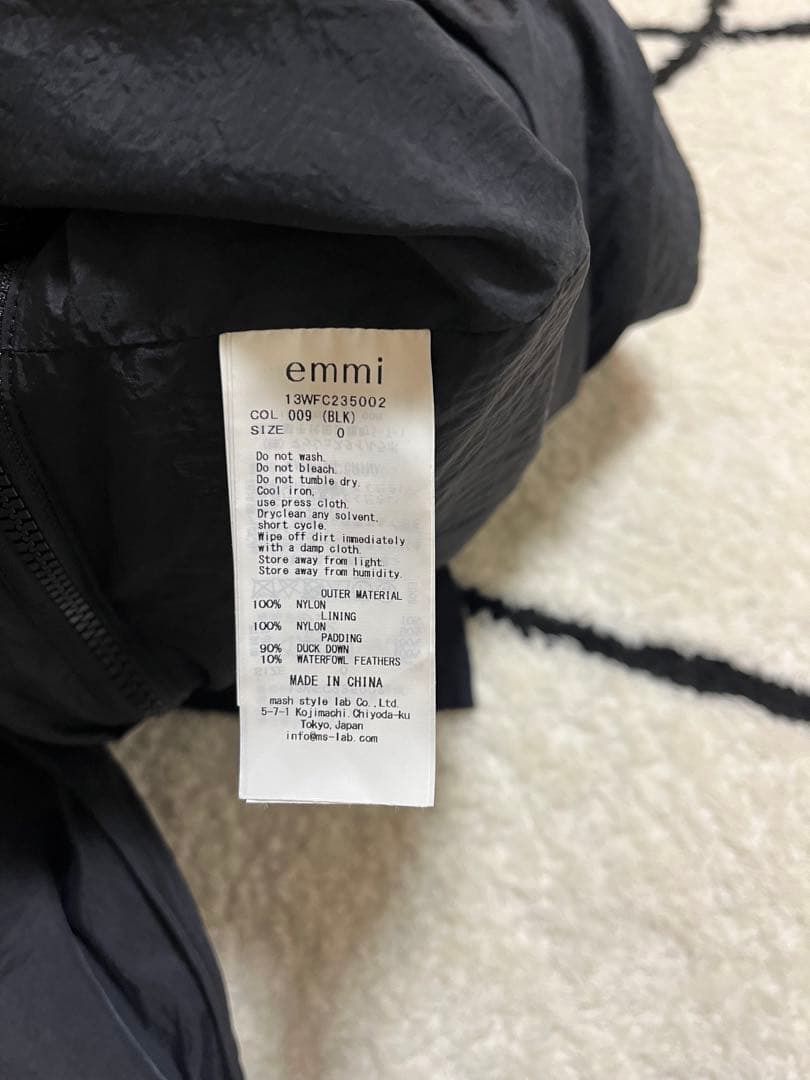 emmi
13WFC235002
COL 009 (BLK)
SIZE 0
Do not wash.
Do not bleach.
Do not tumble dry.
Cool iron,
use press cloth.
Dryclean any solvent,
short cycle.
Wipe off dirt immediately
with a damp cloth.
Store away from light.
Store away from humidity.
OUTER MATERIAL
100% NYLON
LINING
100% NYLON
PADDING
90% DUCK DOWN
10% WATERFOWL FEATHERS
MADE IN CHINA
mash style lab Co.,Ltd.
5-7-1 Kojimachi,Chiyoda-ku
Tokyo,Japan
info@ms-lab.com